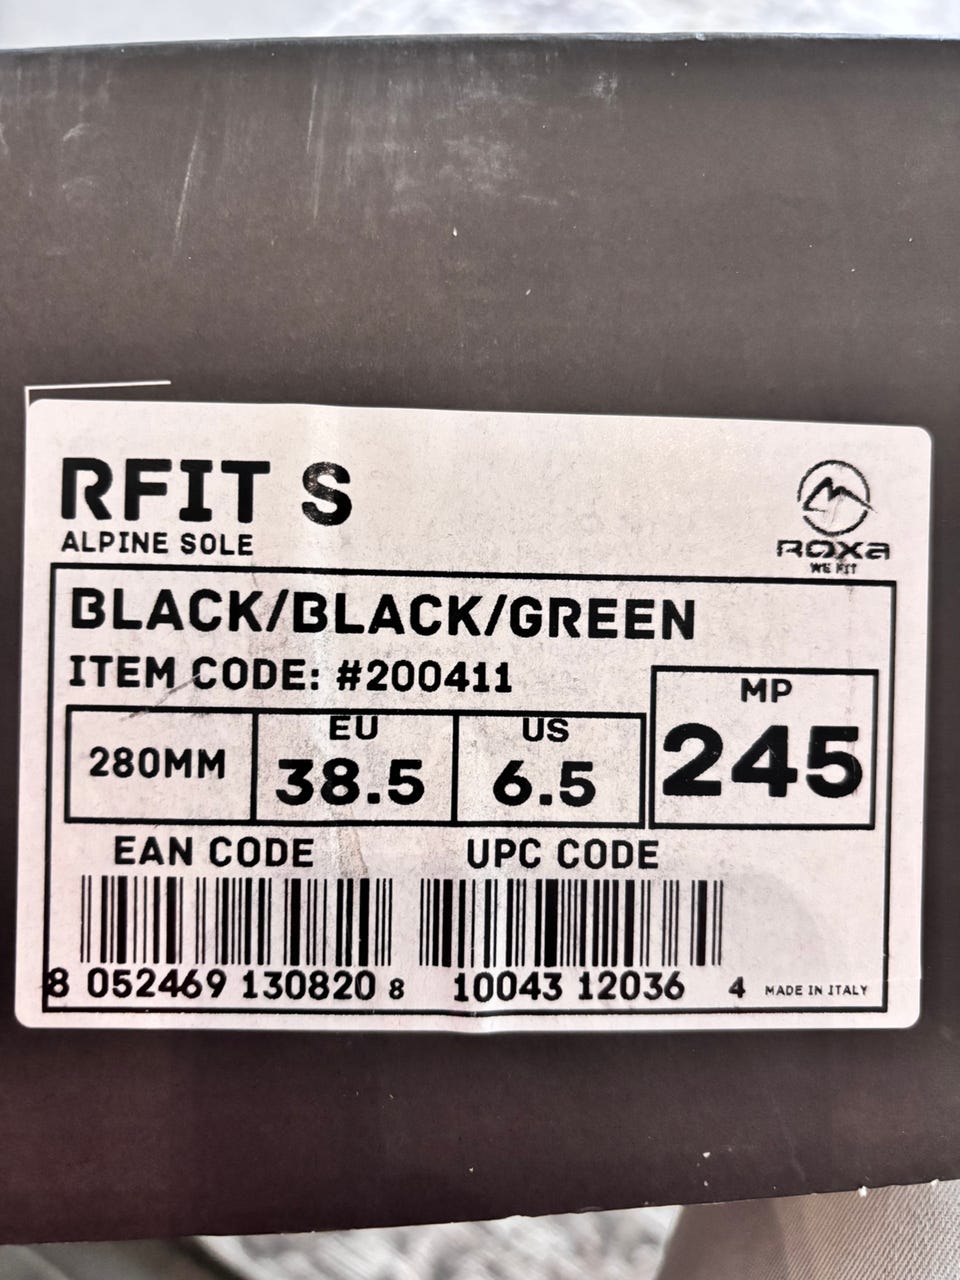 RFIT S
ALPINE SOLE
ROXA
WE FIT
BLACK/BLACK/GREEN
ITEM CODE: #200411
MP
245
280MM
EU
38.5
US
6.5
EAN CODE
UPC CODE
8 052469 130820
8 10043 12036 4
MADE IN ITALY